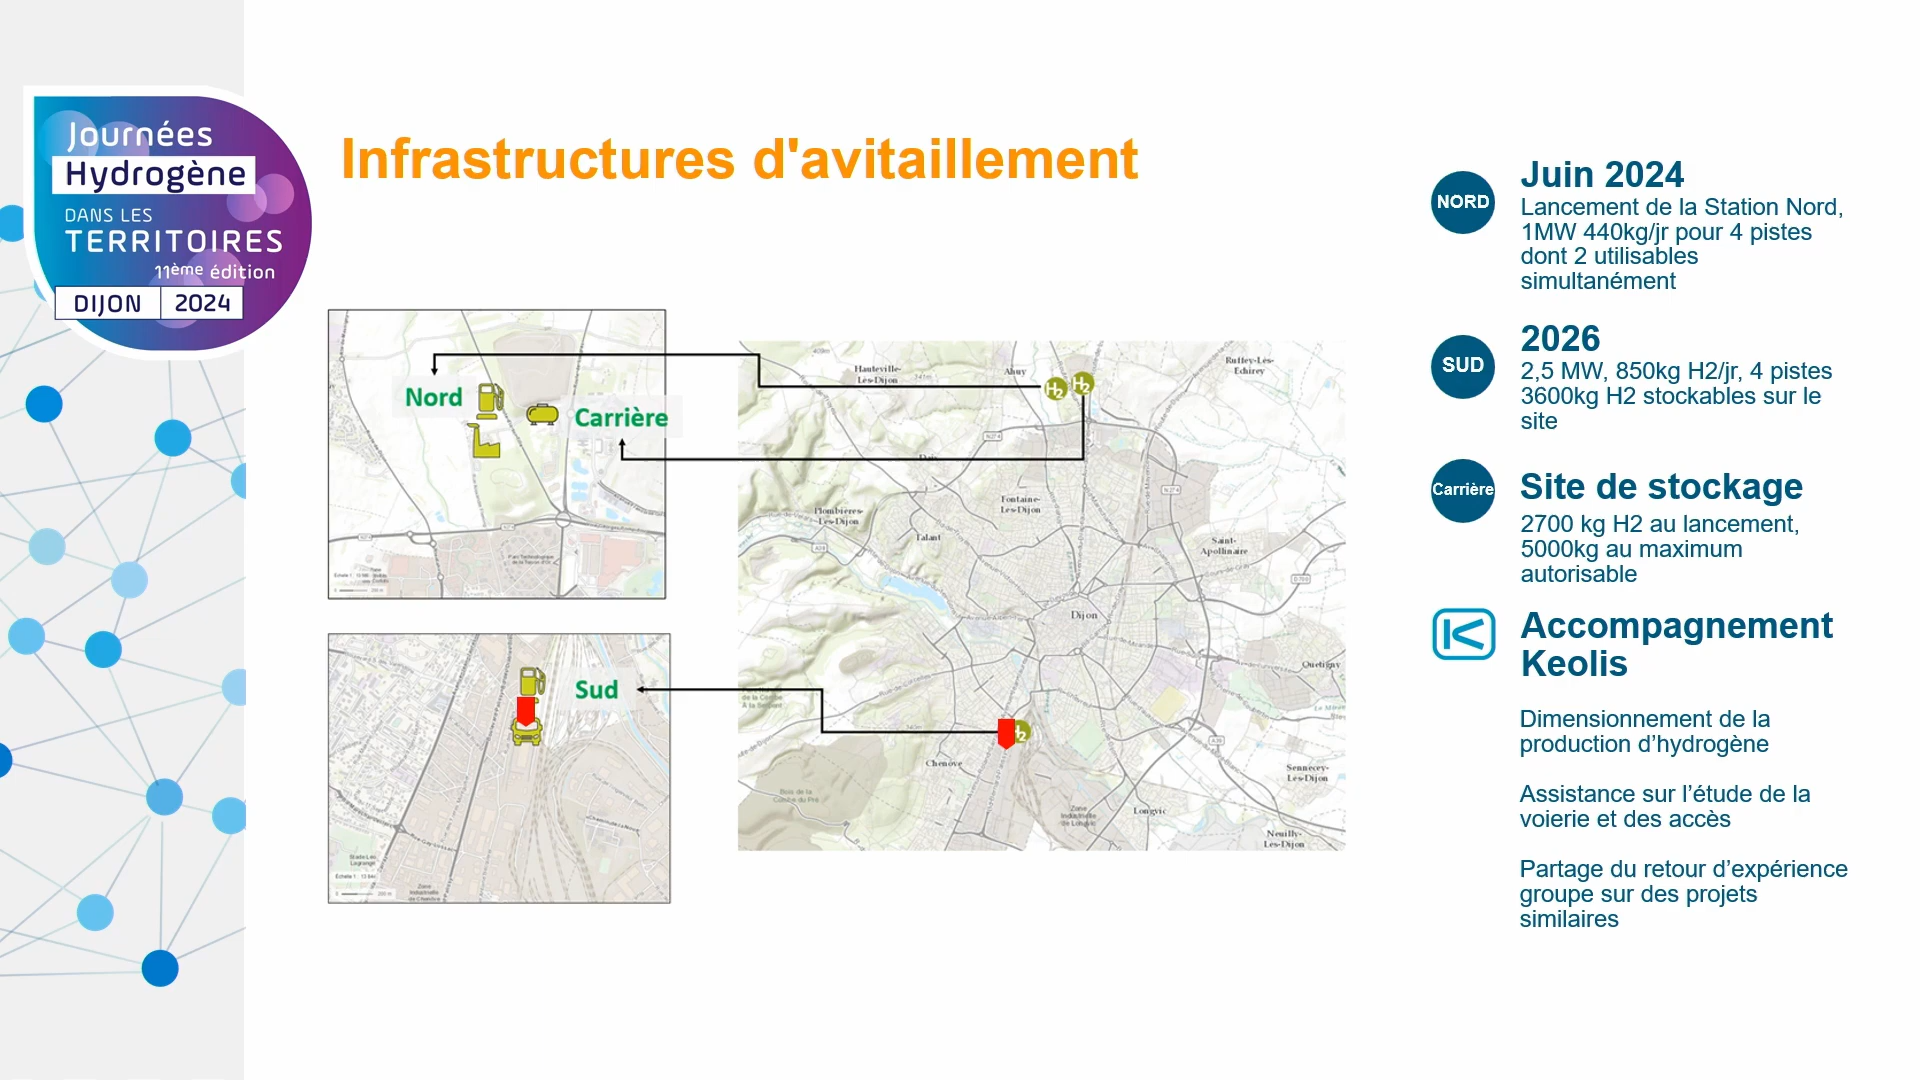 Journées
Hydrogène
DANS LES
TERRITOIRES
11ème édition
DIJON 2024
Infrastructures d'avitaillement
Nord
Carrière
Sud
Hauteville-
Lès-Dijon
Ahuy
Ruffey-Lès-
Echirey
H2
H2
Daix
Fontaine-
Lès-Dijon
Plombières-
Lès-Dijon
Talant
Saint-
Apollinaire
Dijon
Quetigny
Chenôve
Longvic
Sennecey-
Lès-Dijon
Neuilly-
Lès-Dijon
NORD
Juin 2024
Lancement de la Station Nord,
1MW 440kg/jr pour 4 pistes
dont 2 utilisables
simultanément
SUD
2026
2,5 MW, 850kg H2/jr, 4 pistes
3600kg H2 stockables sur le
site
Carrière
Site de stockage
2700 kg H2 au lancement,
5000kg au maximum
autorisable
Accompagnement
Keolis
Dimensionnement de la
production d’hydrogène
Assistance sur l’étude de la
voierie et des accès
Partage du retour d’expérience
groupe sur des projets
similaires